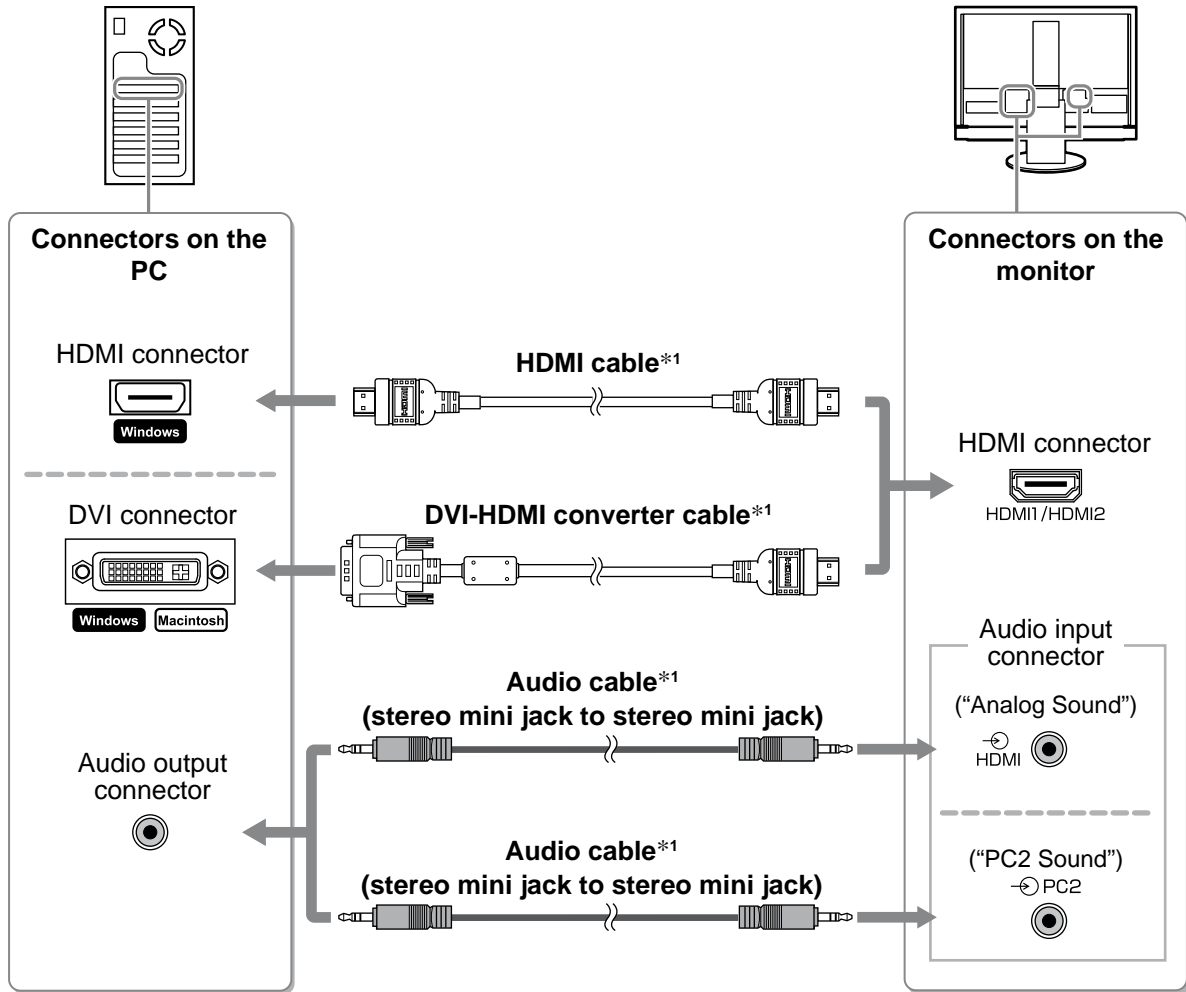 Connectors on the
PC
HDMI connector
Windows
DVI connector
Windows Macintosh
Audio output
connector
HDMI cable*1
DVI-HDMI converter cable*1
Audio cable*1
(stereo mini jack to stereo mini jack)
Audio cable*1
(stereo mini jack to stereo mini jack)
Connectors on the
monitor
HDMI connector
HDMI1/HDMI2
Audio input
connector
("Analog Sound")
HDMI
("PC2 Sound")
PC2